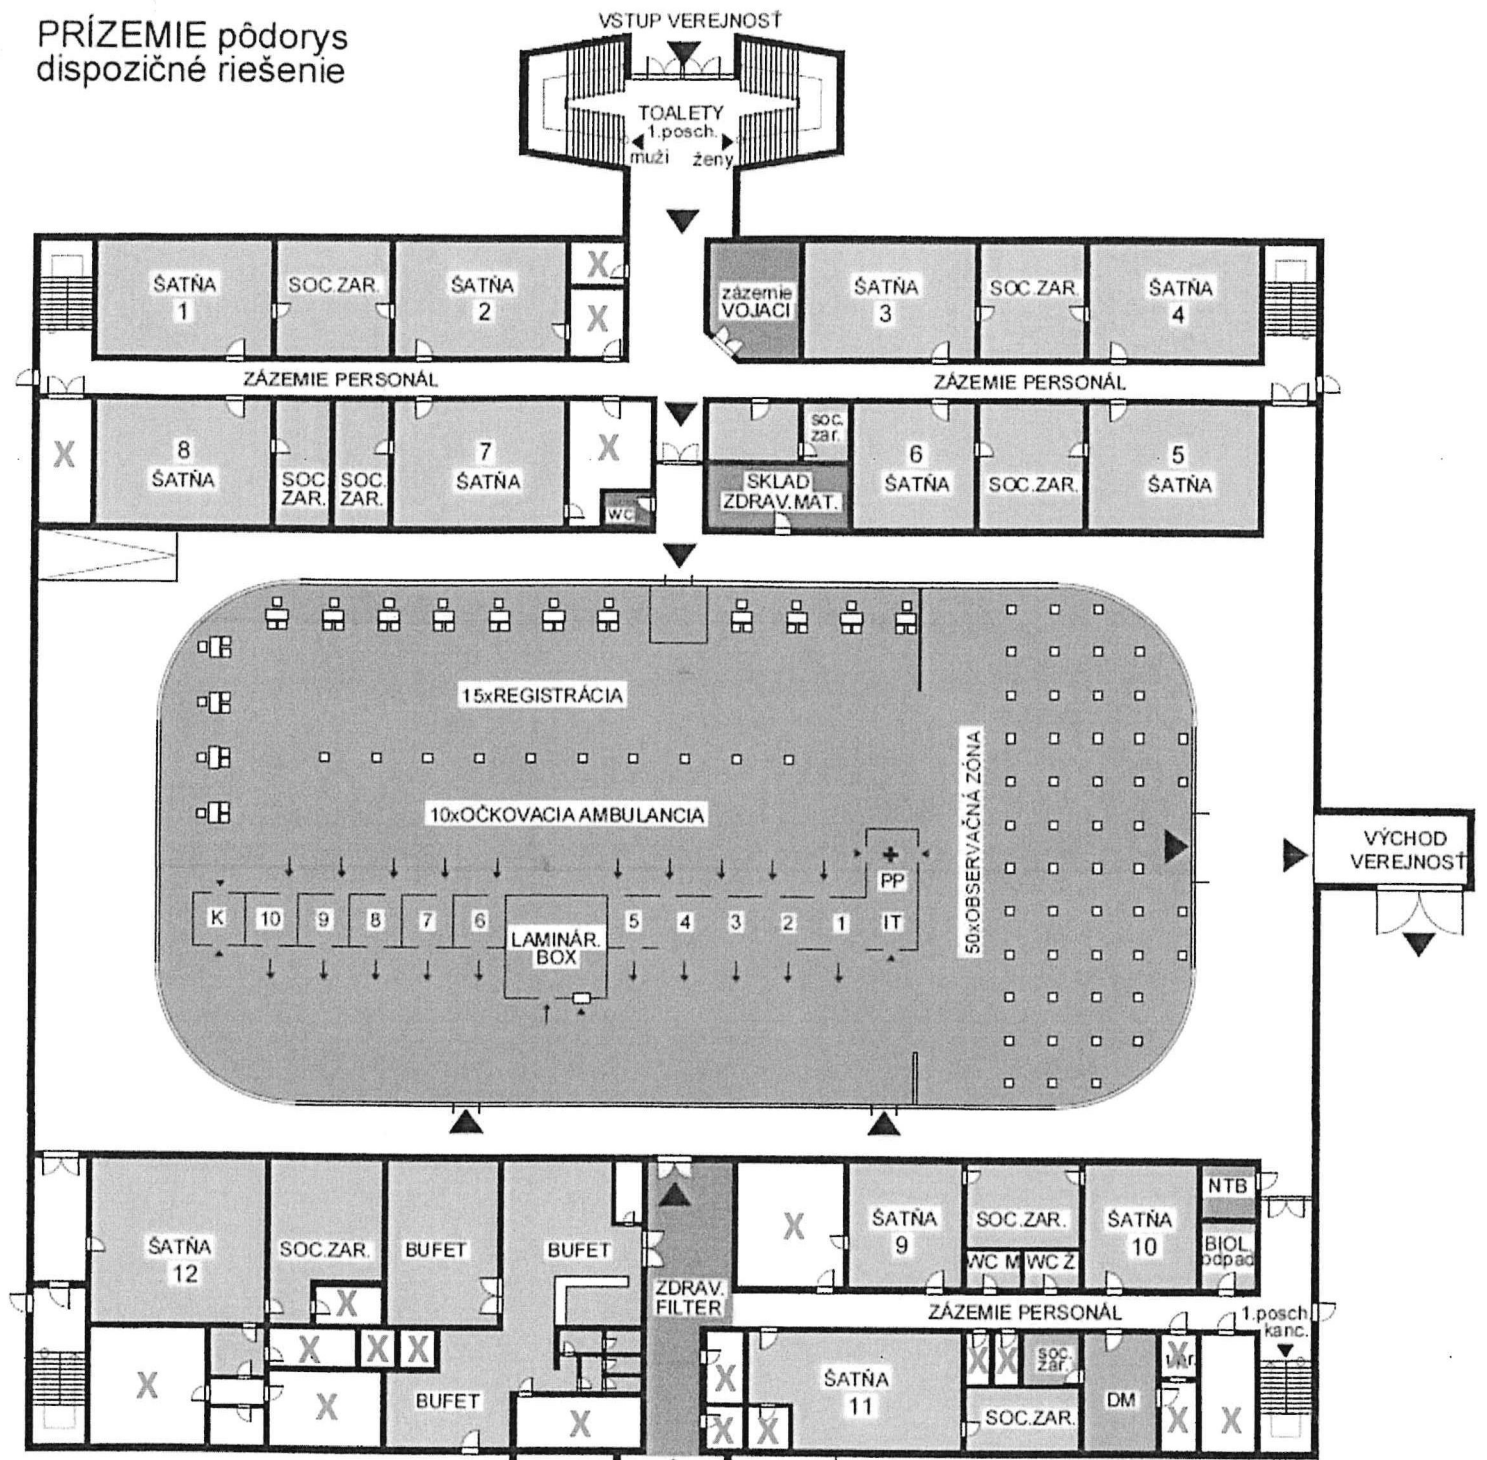 PRÍZEMIE pôdorys
dispozičné riešenie
VSTUP VEREJNOSŤ
TOALETY
1.posch.
muži ženy
ŠATŇA
1
SOC.ZAR.
ŠATŇA
2
X
X
zázemie
VOJACI
ŠATŇA
3
SOC.ZAR.
ŠATŇA
4
ZÁZEMIE PERSONÁL
ZÁZEMIE PERSONÁL
X
8
ŠATŇA
SOC.
ZAR.
SOC.
ZAR.
7
ŠATŇA
X
WC
soc.
zar.
SKLAD
ZDRAV.MAT.
6
ŠATŇA
SOC.ZAR.
5
ŠATŇA
15xREGISTRÁCIA
10xOČKOVACIA AMBULANCIA
50xOBSERVAČNÁ ZÓNA
VÝCHOD
VEREJNOSŤ
PP
K 10 9 8 7 6
LAMINÁR.
BOX
5 4 3 2 1 IT
ŠATŇA
12
SOC.ZAR.
X
BUFET
BUFET
ZDRAV.
FILTER
X
ŠATŇA
9
SOC.ZAR.
WC M WC Ž
ŠATŇA
10
NTB
BIOL.
odpad
ZÁZEMIE PERSONÁL
1.posch.
kanc.
X X X
X
X
BUFET
X
X
X X
ŠATŇA
11
X X
soc.
zar.
SOC.ZAR.
DM
X
X
X